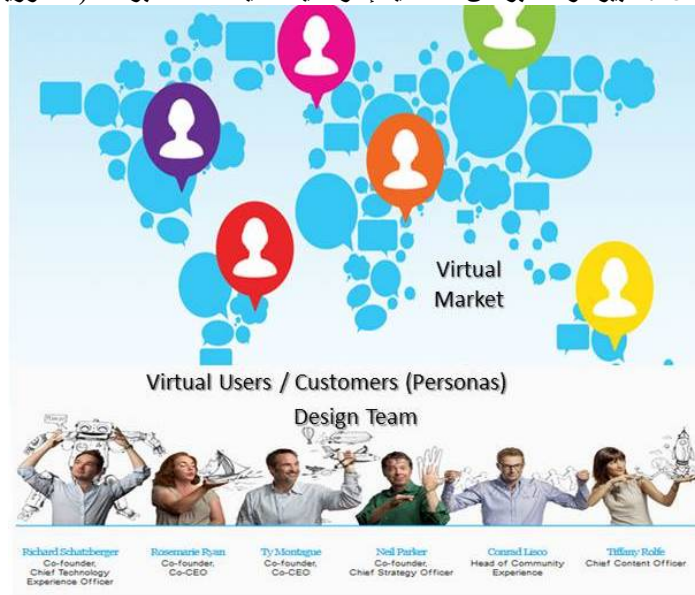 Virtual
Market
Virtual Users / Customers (Personas)
Design Team
Richard Schatzberger
Co-founder,
Chief Technology
Experience Officer
Rosemarie Ryan
Co-founder,
Co-CEO
Ty Montague
Co-founder,
Co-CEO
Neil Parker
Co-founder,
Chief Strategy Officer
Conrad Lisco
Head of Community
Experience
Tiffany Rolfe
Chief Content Officer